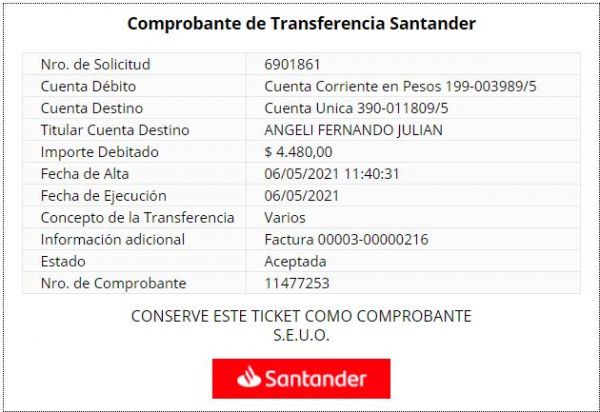 Comprobante de Transferencia Santander
Nro. de Solicitud 6901861
Cuenta Débito Cuenta Corriente en Pesos 199-003989/5
Cuenta Destino Cuenta Unica 390-011809/5
Titular Cuenta Destino ANGELI FERNANDO JULIAN
Importe Debitado $ 4.480,00
Fecha de Alta 06/05/2021 11:40:31
Fecha de Ejecución 06/05/2021
Concepto de la Transferencia Varios
Información adicional Factura 00003-00000216
Estado Aceptada
Nro. de Comprobante 11477253
CONSERVE ESTE TICKET COMO COMPROBANTE
S.E.U.O.
Santander